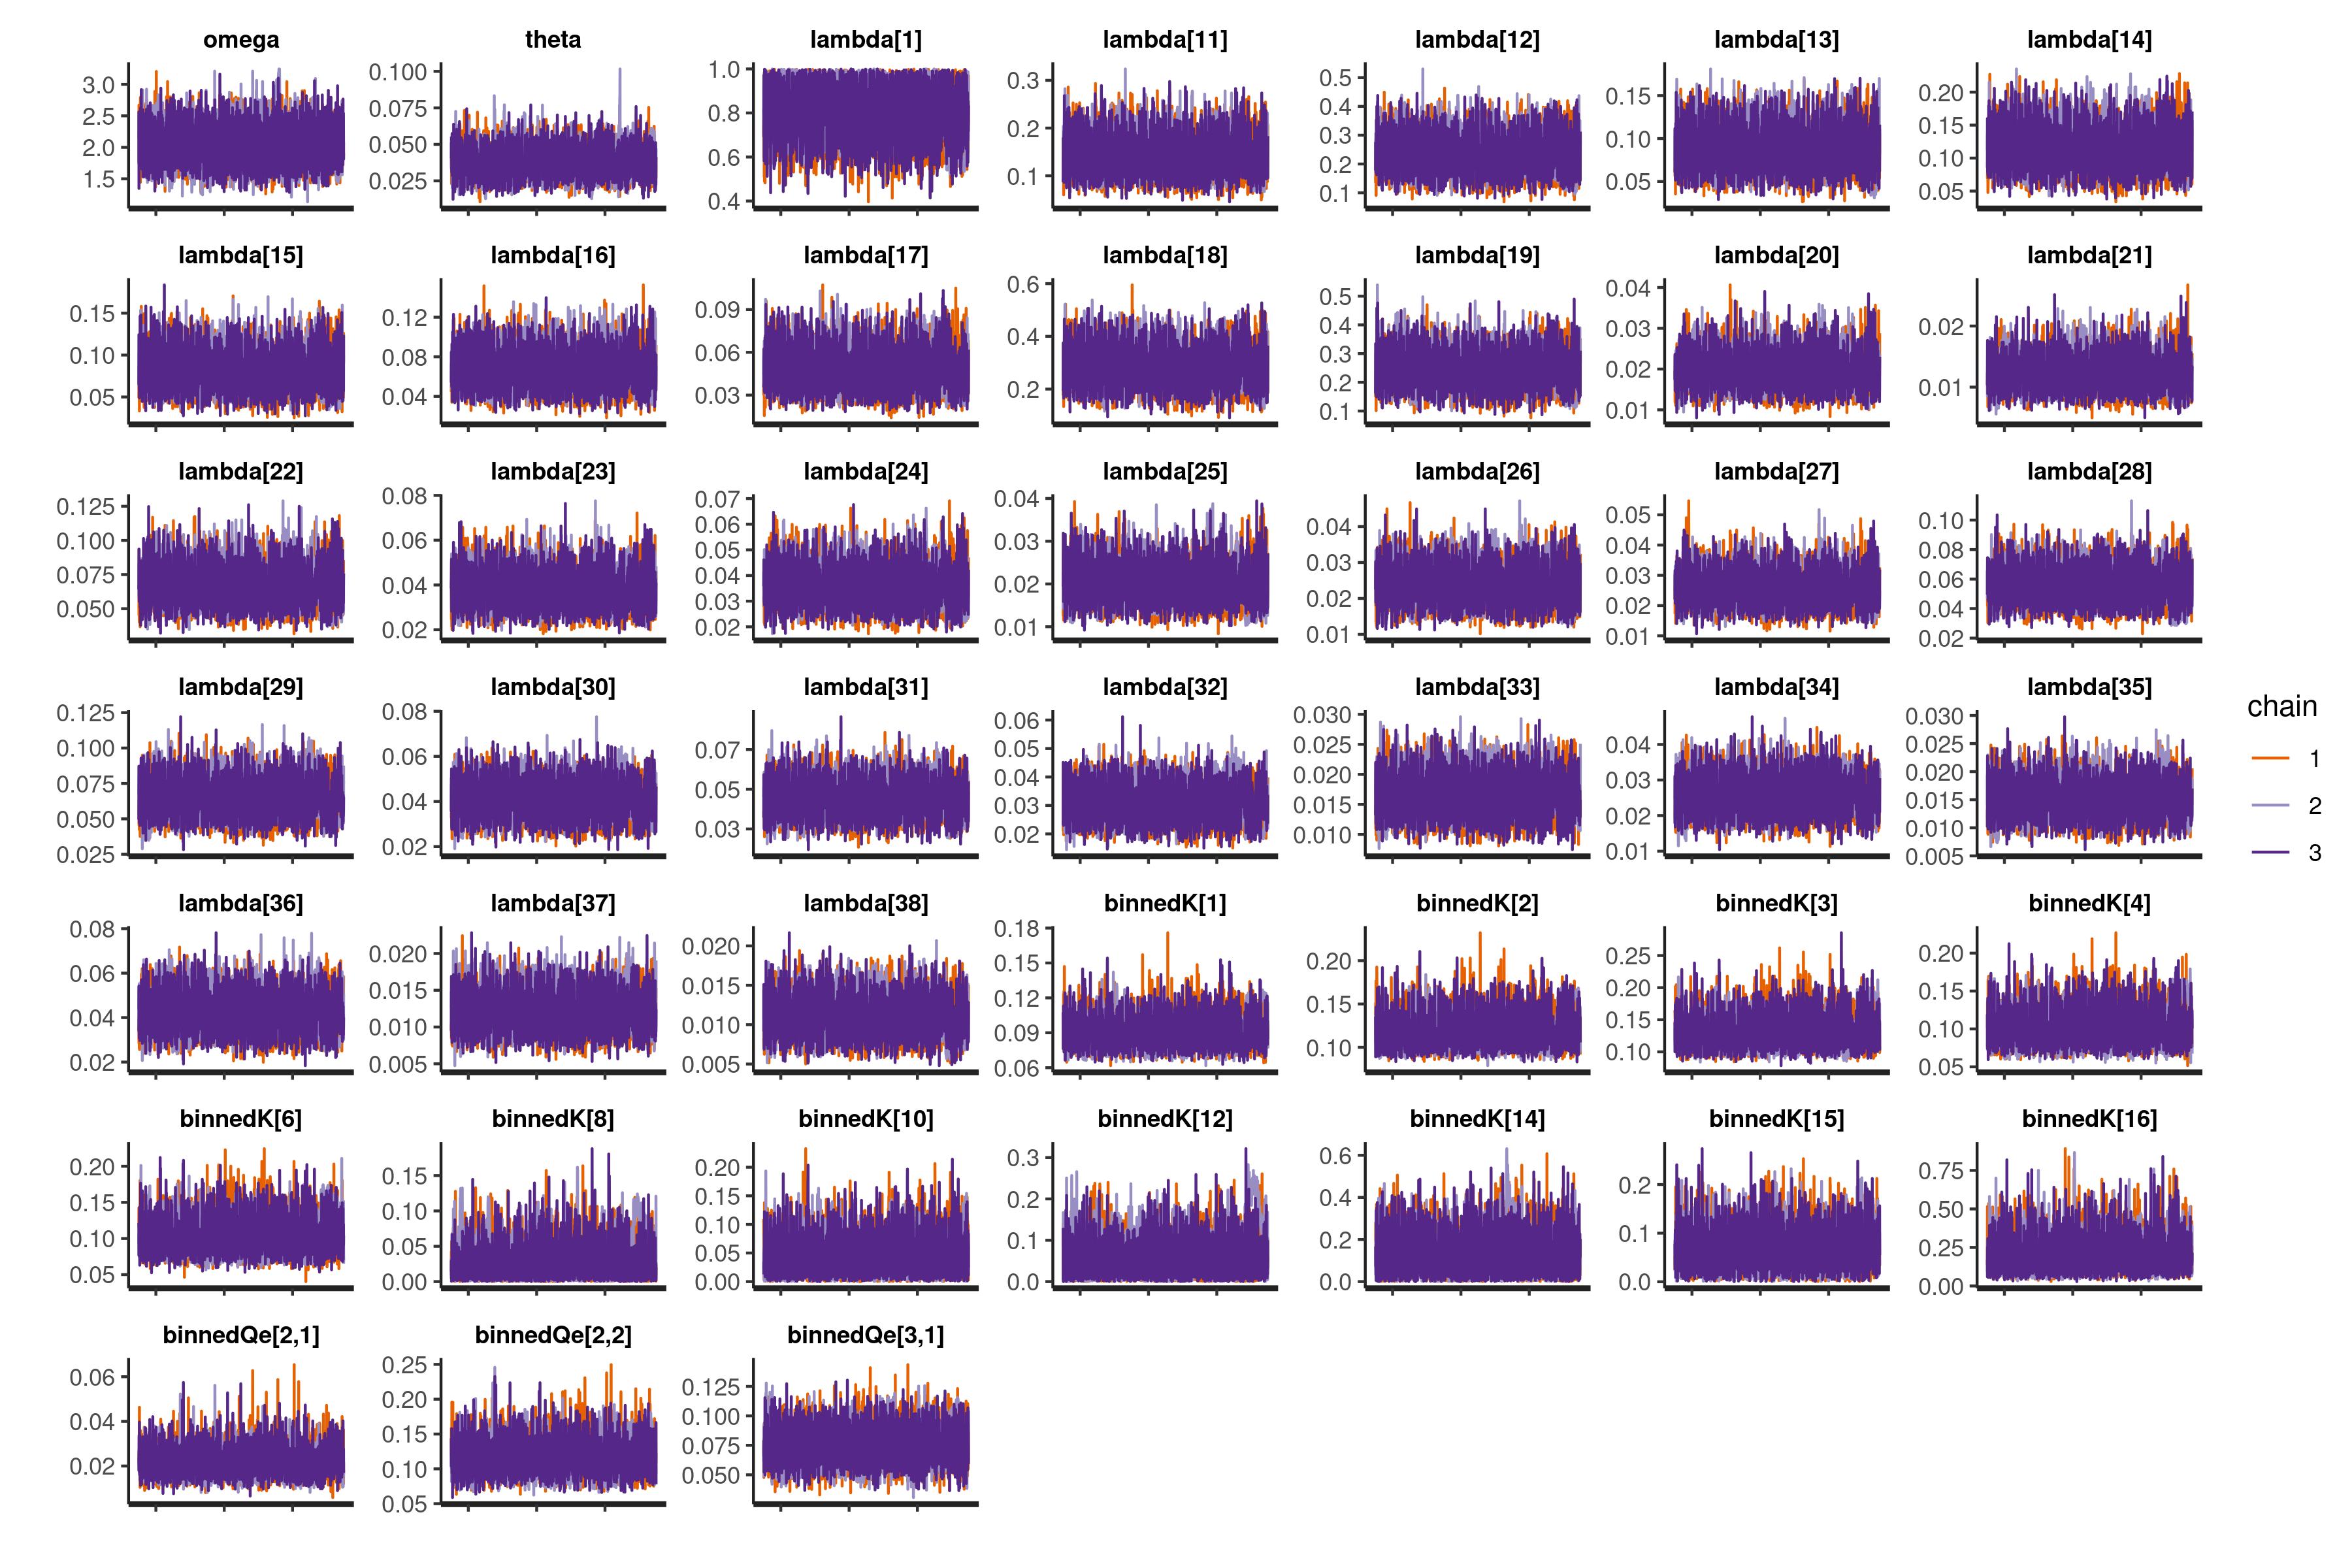 omega theta lambda[1] lambda[11] lambda[12] lambda[13] lambda[14]
3.0 2.5 2.0 1.5
0.100 0.075 0.050 0.025
1.0 0.8 0.6 0.4
0.3 0.2 0.1
0.5 0.4 0.3 0.2 0.1
0.15 0.10 0.05
0.20 0.15 0.10 0.05
lambda[15] lambda[16] lambda[17] lambda[18] lambda[19] lambda[20] lambda[21]
0.15 0.10 0.05
0.12 0.08 0.04
0.09 0.06 0.03
0.6 0.4 0.2
0.5 0.4 0.3 0.2 0.1
0.04 0.03 0.02 0.01
0.02 0.01
lambda[22] lambda[23] lambda[24] lambda[25] lambda[26] lambda[27] lambda[28]
0.125 0.100 0.075 0.050
0.08 0.06 0.04 0.02
0.07 0.06 0.05 0.04 0.03 0.02
0.04 0.03 0.02 0.01
0.04 0.03 0.02 0.01
0.05 0.04 0.03 0.02 0.01
0.10 0.08 0.06 0.04 0.02
lambda[29] lambda[30] lambda[31] lambda[32] lambda[33] lambda[34] lambda[35]
0.125 0.100 0.075 0.050 0.025
0.08 0.06 0.04 0.02
0.07 0.05 0.03
0.06 0.05 0.04 0.03 0.02
0.030 0.025 0.020 0.015 0.010
0.04 0.03 0.02 0.01
0.030 0.025 0.020 0.015 0.010 0.005
chain
1
2
3
lambda[36] lambda[37] lambda[38] binnedK[1] binnedK[2] binnedK[3] binnedK[4]
0.08 0.06 0.04 0.02
0.020 0.015 0.010 0.005
0.020 0.015 0.010 0.005
0.18 0.15 0.12 0.09 0.06
0.20 0.15 0.10
0.25 0.20 0.15 0.10
0.20 0.15 0.10 0.05
binnedK[6] binnedK[8] binnedK[10] binnedK[12] binnedK[14] binnedK[15] binnedK[16]
0.20 0.15 0.10 0.05
0.15 0.10 0.05 0.00
0.20 0.15 0.10 0.05 0.00
0.3 0.2 0.1 0.0
0.6 0.4 0.2 0.0
0.2 0.1 0.0
0.75 0.50 0.25 0.00
binnedQe[2,1] binnedQe[2,2] binnedQe[3,1]
0.06 0.04 0.02
0.25 0.20 0.15 0.10 0.05
0.125 0.100 0.075 0.050